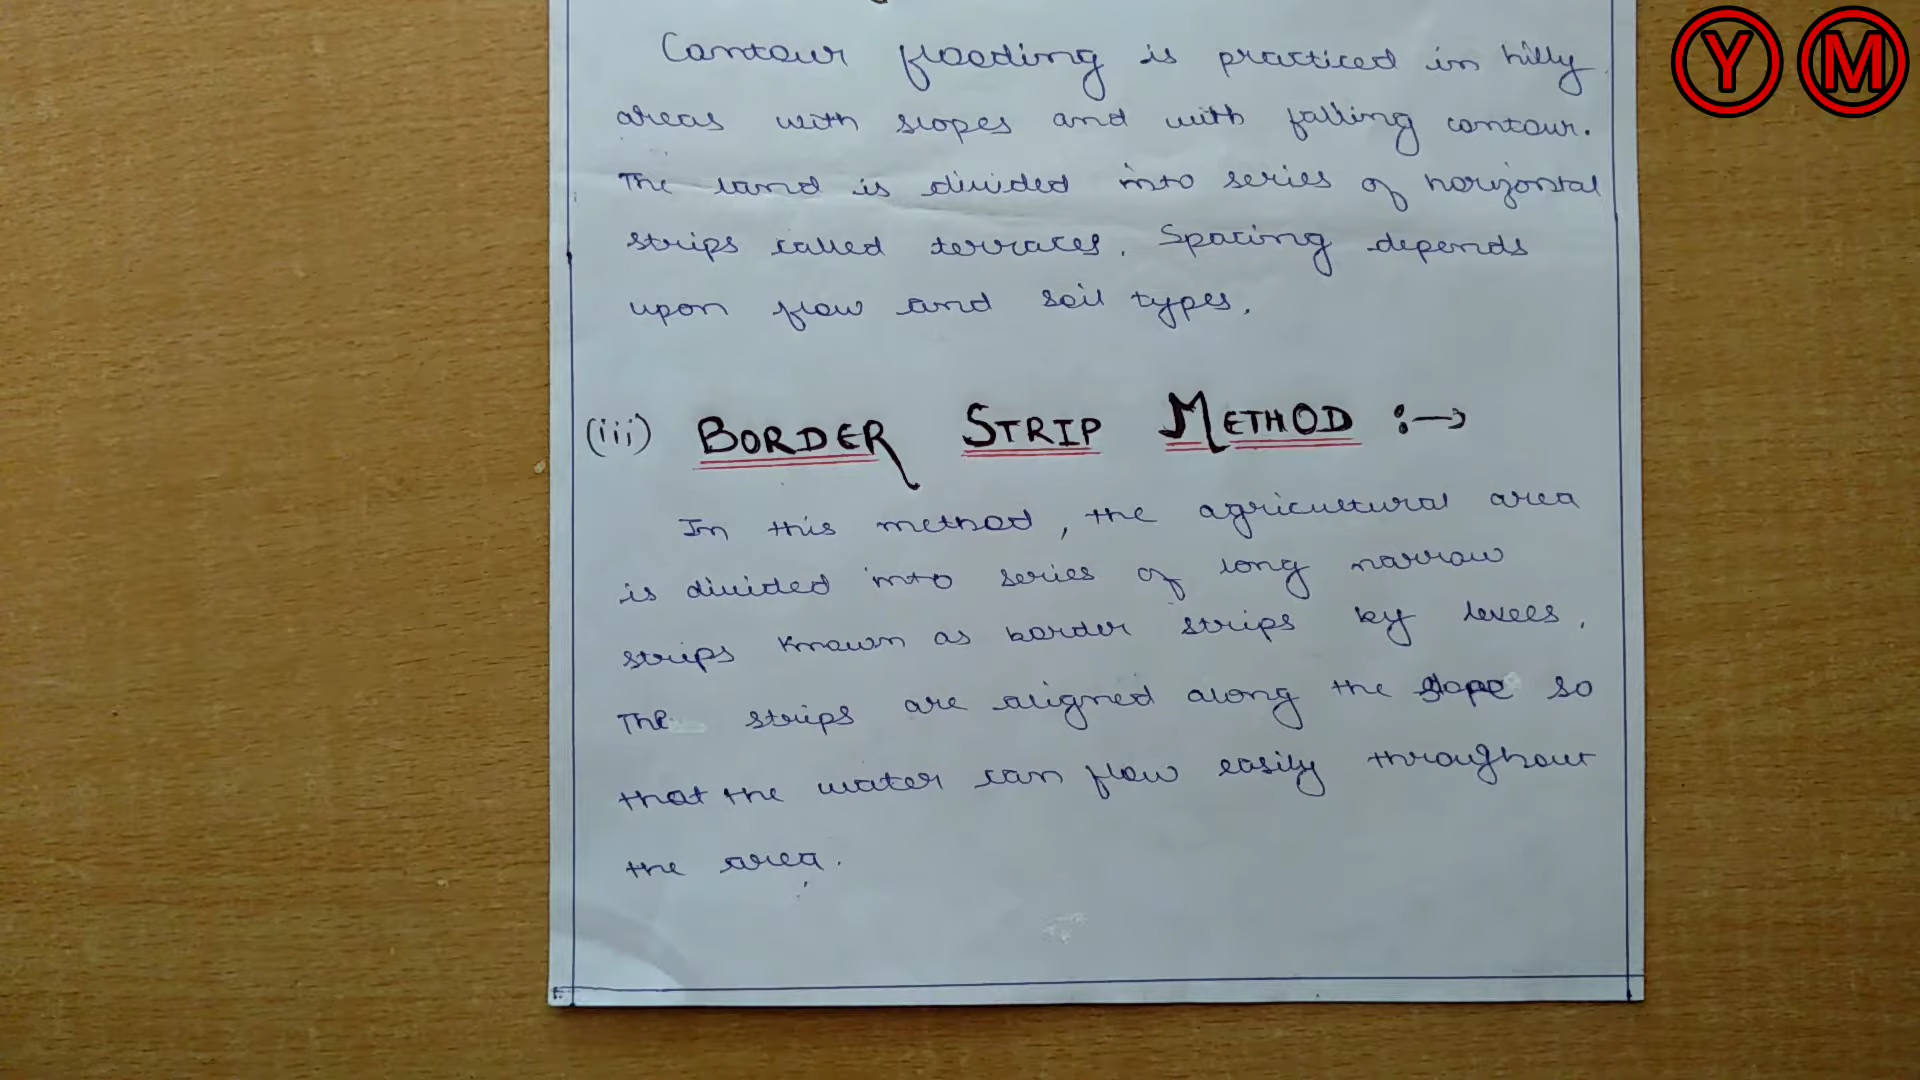 Y M
Contour flooding is practiced in hilly
areas with slopes and with falling contour.
The land is divided into series of horizontal
strips called terraces. Spacing depends
upon flow and soil types.
(iii) BORDER STRIP METHOD :→
In this method, the agricultural area
is divided into series of long narrow
strips known as border strips by levees.
The strips are aligned along the slope so
that the water can flow easily throughout
the area.